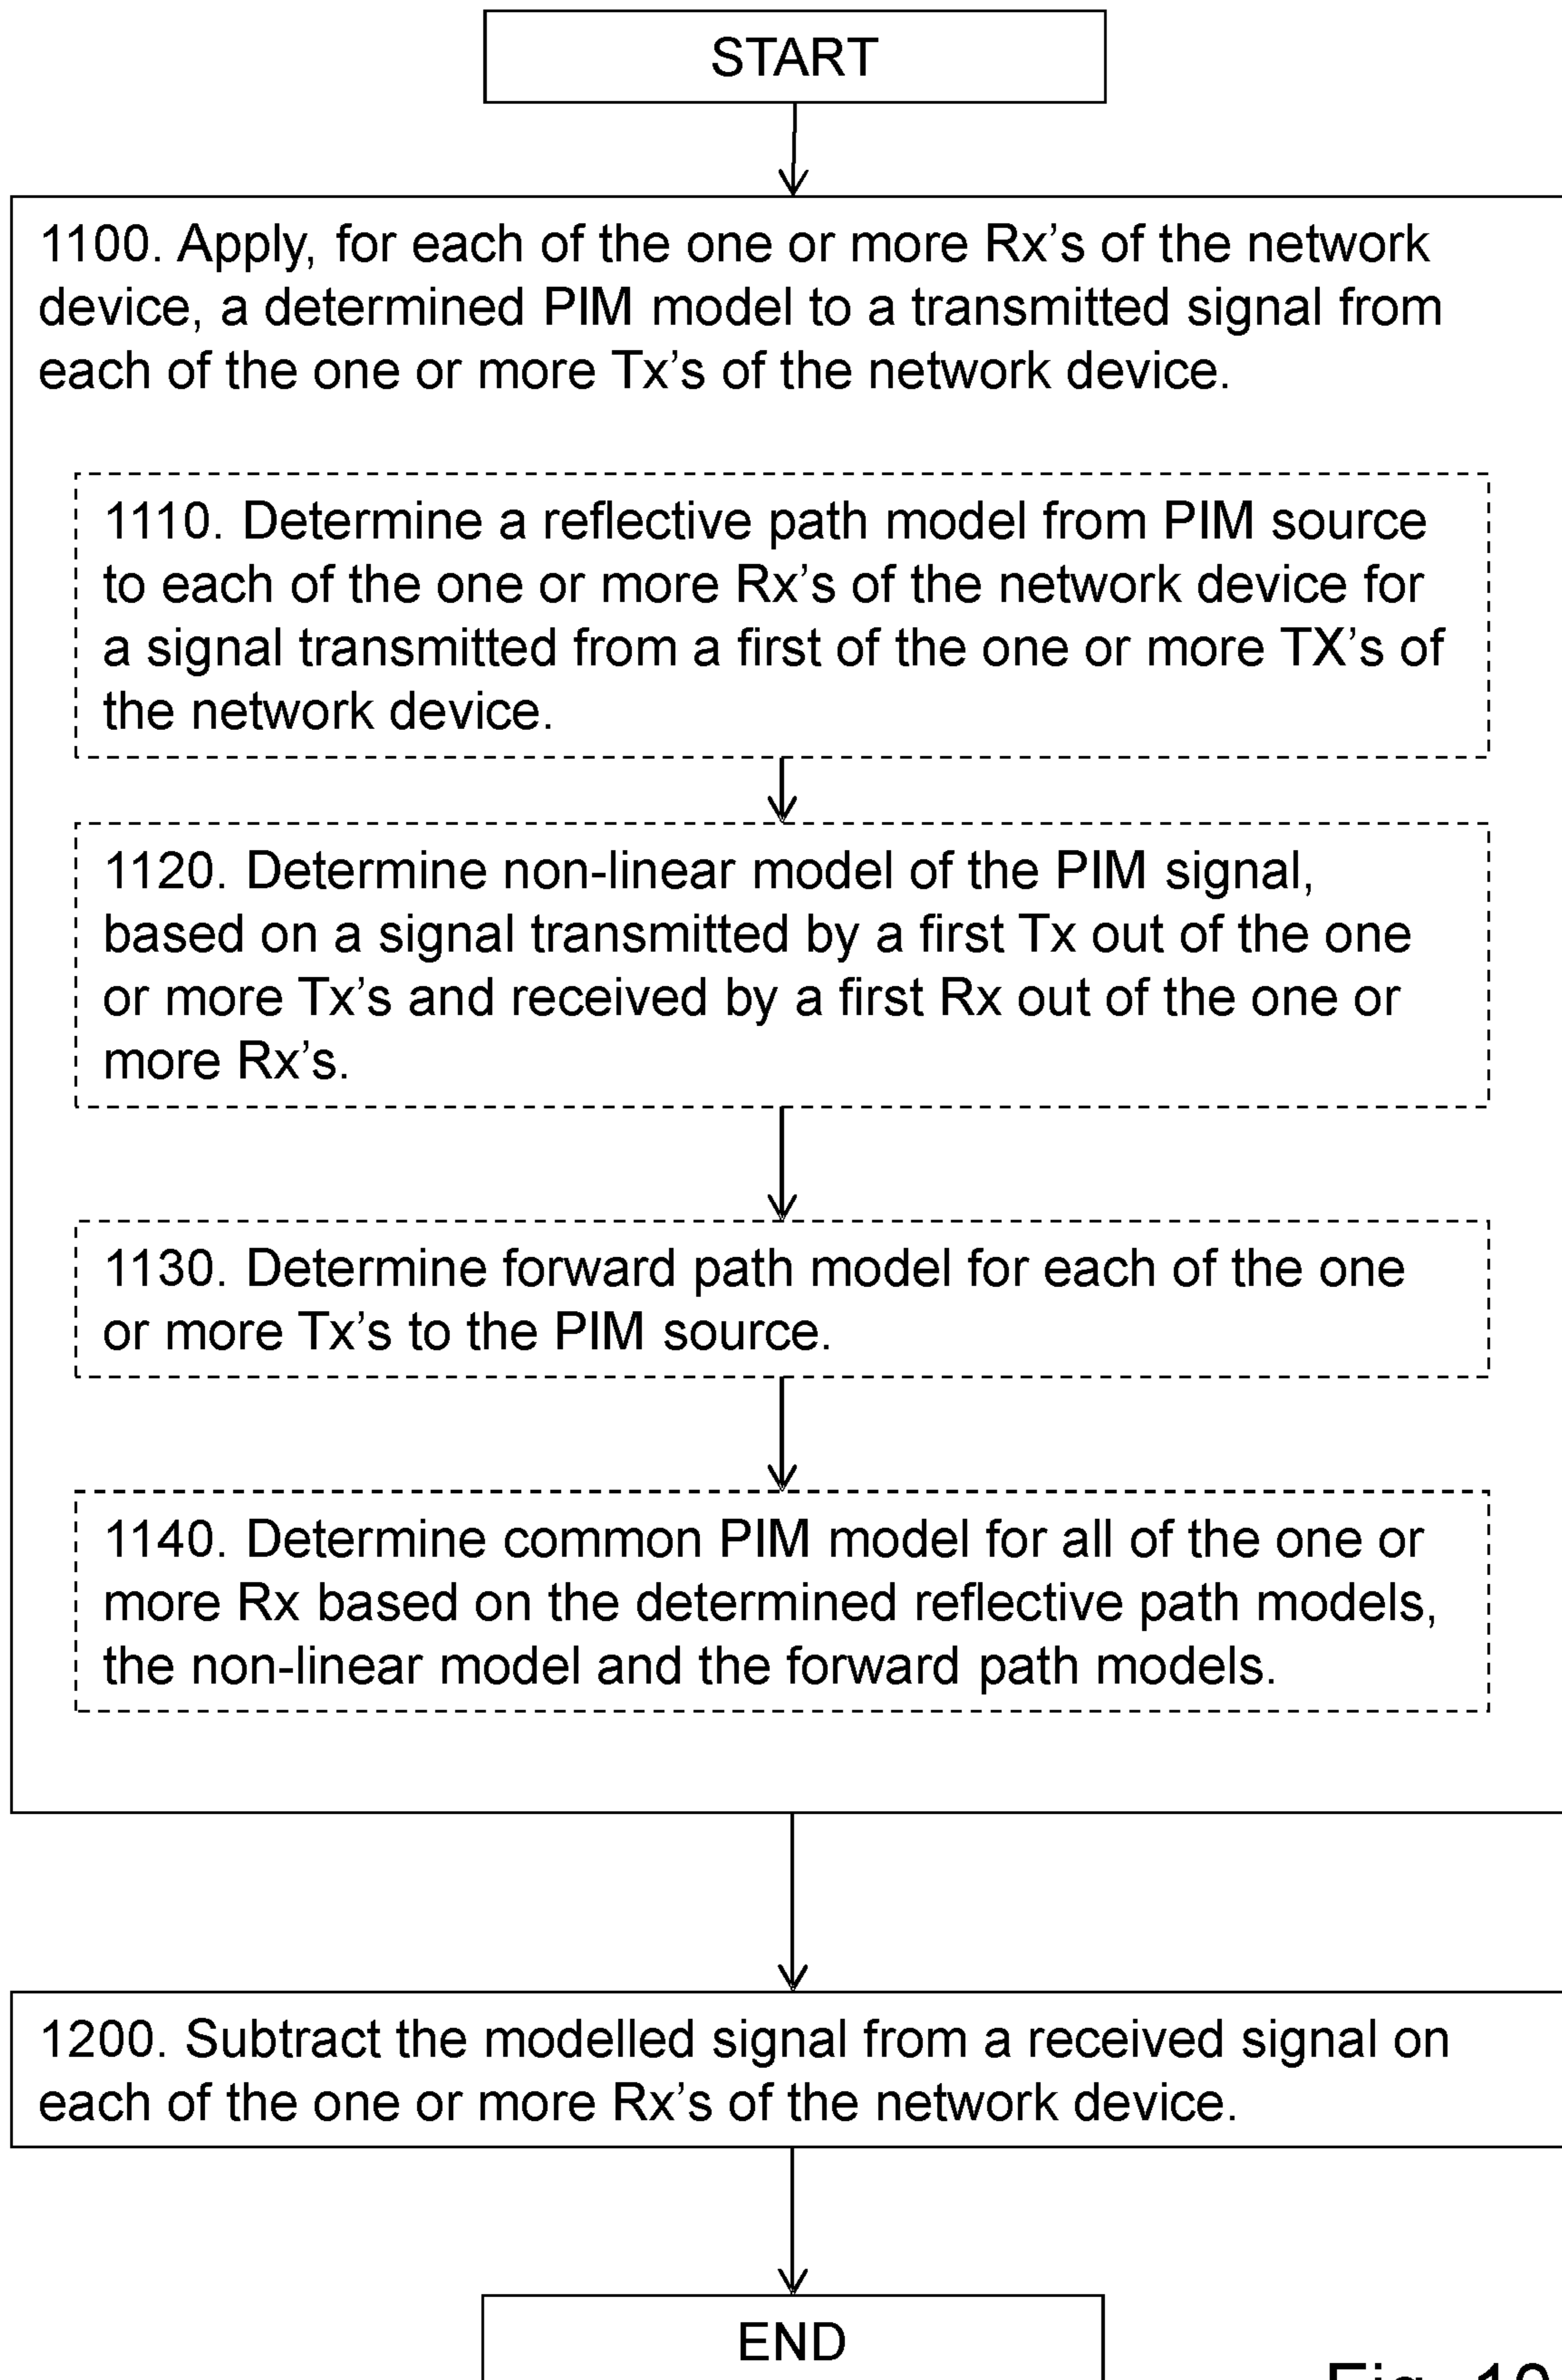 START
1100. Apply, for each of the one or more Rx's of the network
device, a determined PIM model to a transmitted signal from
each of the one or more Tx's of the network device.
1110. Determine a reflective path model from PIM source
to each of the one or more Rx's of the network device for
a signal transmitted from a first of the one or more TX's of
the network device.
1120. Determine non-linear model of the PIM signal,
based on a signal transmitted by a first Tx out of the one
or more Tx's and received by a first Rx out of the one or
more Rx's.
1130. Determine forward path model for each of the one
or more Tx's to the PIM source.
1140. Determine common PIM model for all of the one or
more Rx based on the determined reflective path models,
the non-linear model and the forward path models.
1200. Subtract the modelled signal from a received signal on
each of the one or more Rx's of the network device.
END